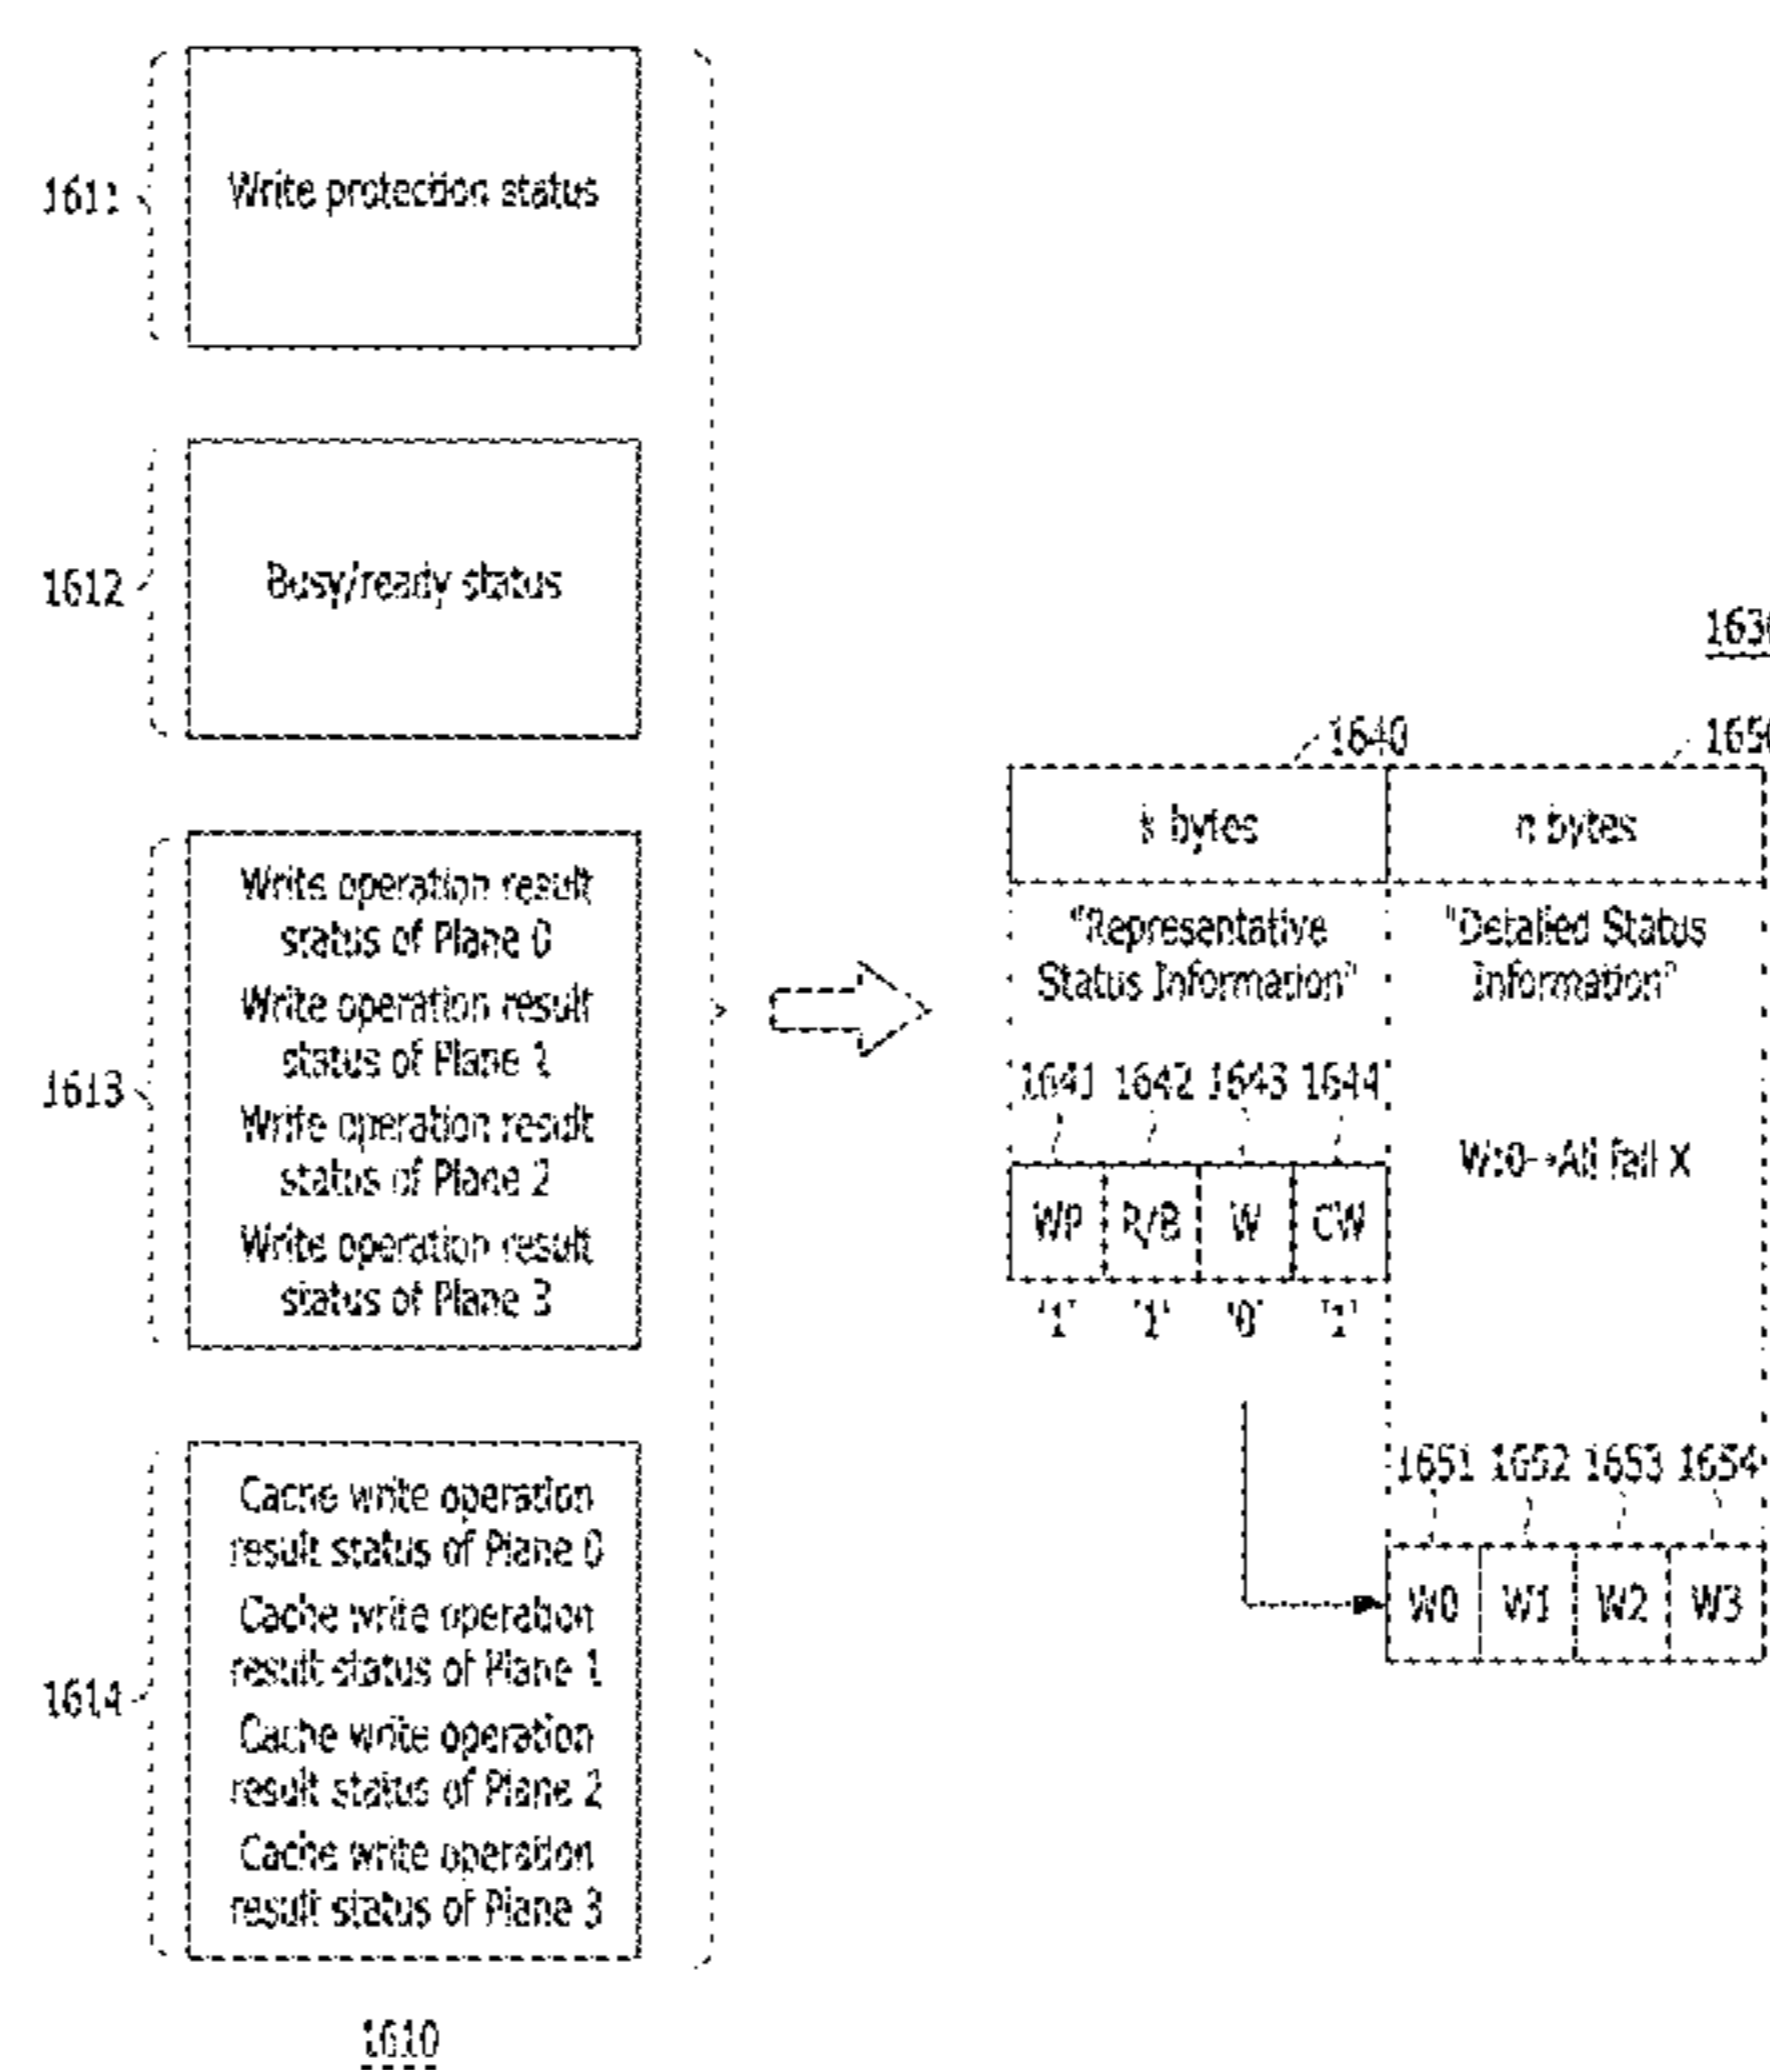 1611
Write protection status
1612
Busy/ready status
1613
Write operation result
status of Plane 0
Write operation result
status of Plane 1
Write operation result
status of Plane 2
Write operation result
status of Plane 3
1614
Cache write operation
result status of Plane 0
Cache write operation
result status of Plane 1
Cache write operation
result status of Plane 2
Cache write operation
result status of Plane 3
1610
163
1640
165
k bytes
n bytes
"Representative
Status Information"
"Detailed Status
Information"
1641 1642 1643 1644
WP R/B W CW
'1' '1' '0' '1'
W:0→All fail X
1651 1652 1653 1654
W0 W1 W2 W3